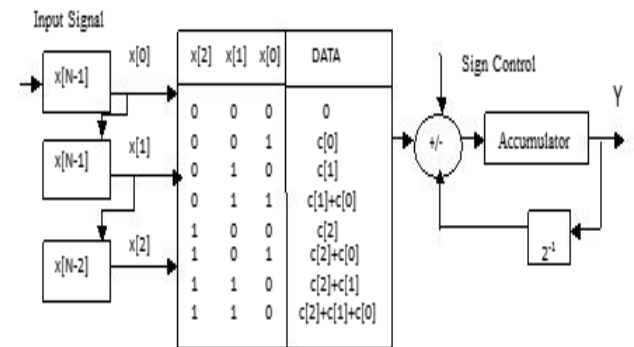 Input Signal
x[N-1]
x[0]
x[N-1]
x[1]
x[N-2]
x[2]
x[2] x[1] x[0] DATA
0 0 0 0
0 0 1 c[0]
0 1 0 c[1]
0 1 1 c[1]+c[0]
1 0 0 c[2]
1 0 1 c[2]+c[0]
1 1 0 c[2]+c[1]
1 1 0 c[2]+c[1]+c[0]
Sign Control
+/-
Accumulator
Y
2-1